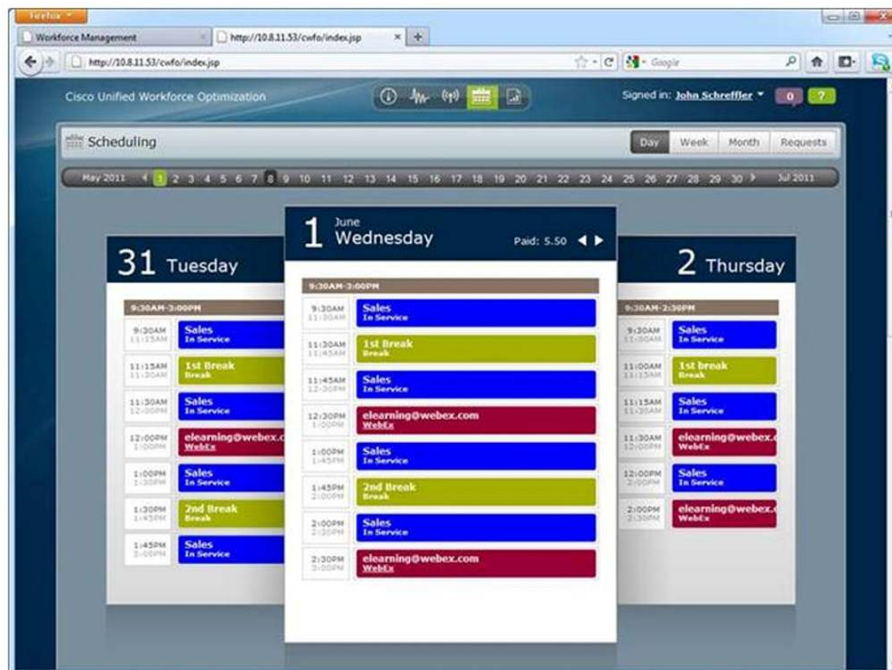 Firefox
Workforce Management
http://10.8.11.53/cwfo/index.jsp
http://10.8.11.53/cwfo/index.jsp
Google
Cisco Unified Workforce Optimization
Signed in: John Schreffler
0
?
Scheduling
Day Week Month Requests
May 2011 1 2 3 4 5 6 7 8 9 10 11 12 13 14 15 16 17 18 19 20 21 22 23 24 25 26 27 28 29 30 Jul 2011
31 Tuesday
9:30AM-3:00PM
9:30AM
11:15AM
Sales
In Service
11:15AM
11:30AM
1st Break
Break
11:30AM
12:00PM
Sales
In Service
12:00PM
1:00PM
elearning@webex.c
WebEx
1:00PM
1:30PM
Sales
In Service
1:30PM
1:45PM
2nd Break
Break
1:45PM
3:00PM
Sales
In Service
1 June
Wednesday
Paid: 5.50
9:30AM-3:00PM
9:30AM
11:30AM
Sales
In Service
11:30AM
11:45AM
1st Break
Break
11:45AM
12:30PM
Sales
In Service
12:30PM
1:00PM
elearning@webex.com
WebEx
1:00PM
1:45PM
Sales
In Service
1:45PM
2:00PM
2nd Break
Break
2:00PM
2:30PM
Sales
In Service
2:30PM
3:00PM
elearning@webex.com
WebEx
2 Thursday
9:30AM-2:30PM
9:30AM
Sales
In Service
11:00AM
11:15AM
1st break
Break
11:15AM
11:30AM
Sales
In Service
11:30AM
12:00PM
elearning@webex.c
WebEx
12:00PM
2:00PM
Sales
In Service
2:00PM
2:30PM
elearning@webex.c
WebEx